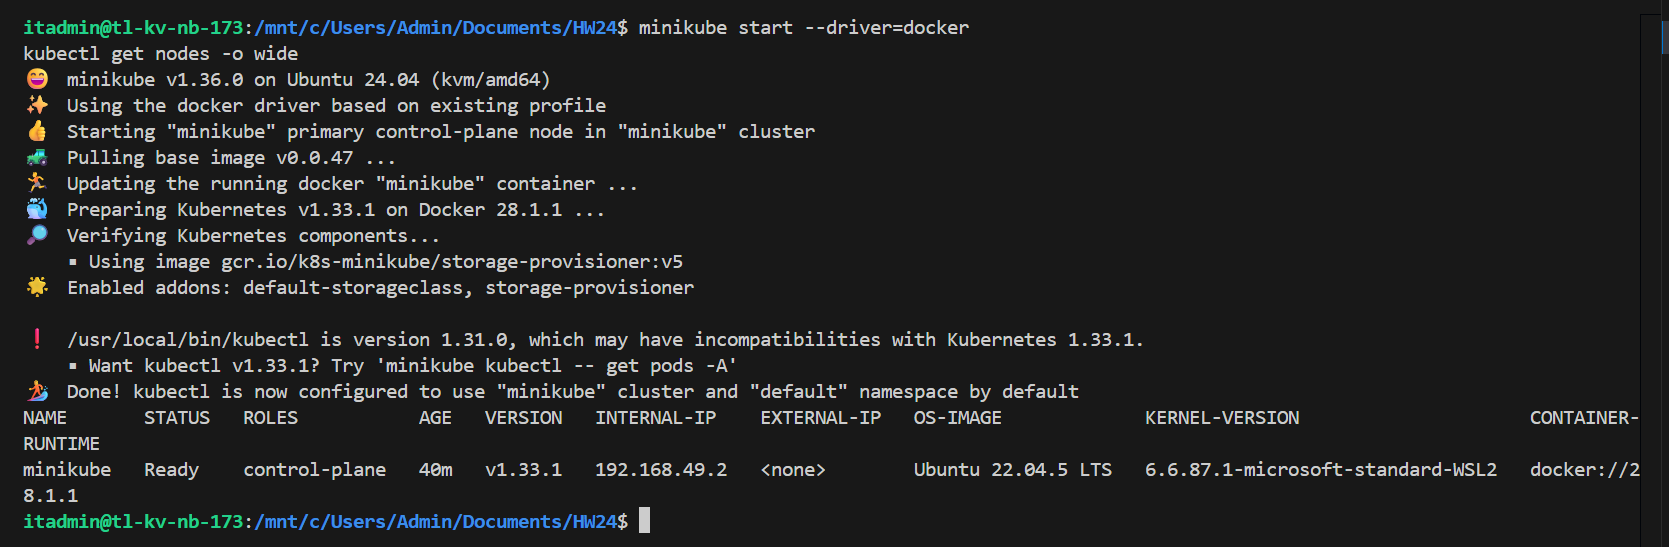 itadmin@tl-kv-nb-173:/mnt/c/Users/Admin/Documents/HW24$ minikube start --driver=docker
kubectl get nodes -o wide
😄  minikube v1.36.0 on Ubuntu 24.04 (kvm/amd64)
✨  Using the docker driver based on existing profile
👍  Starting "minikube" primary control-plane node in "minikube" cluster
🚜  Pulling base image v0.0.47 ...
🏃  Updating the running docker "minikube" container ...
🐳  Preparing Kubernetes v1.33.1 on Docker 28.1.1 ...
🔎  Verifying Kubernetes components...
    ▪ Using image gcr.io/k8s-minikube/storage-provisioner:v5
🌟  Enabled addons: default-storageclass, storage-provisioner
❗  /usr/local/bin/kubectl is version 1.31.0, which may have incompatibilities with Kubernetes 1.33.1.
    ▪ Want kubectl v1.33.1? Try 'minikube kubectl -- get pods -A'
🏄  Done! kubectl is now configured to use "minikube" cluster and "default" namespace by default
NAME       STATUS   ROLES           AGE   VERSION   INTERNAL-IP    EXTERNAL-IP   OS-IMAGE             KERNEL-VERSION                       CONTAINER-
RUNTIME
minikube   Ready    control-plane   40m   v1.33.1   192.168.49.2   <none>        Ubuntu 22.04.5 LTS   6.6.87.1-microsoft-standard-WSL2   docker://2
8.1.1
itadmin@tl-kv-nb-173:/mnt/c/Users/Admin/Documents/HW24$